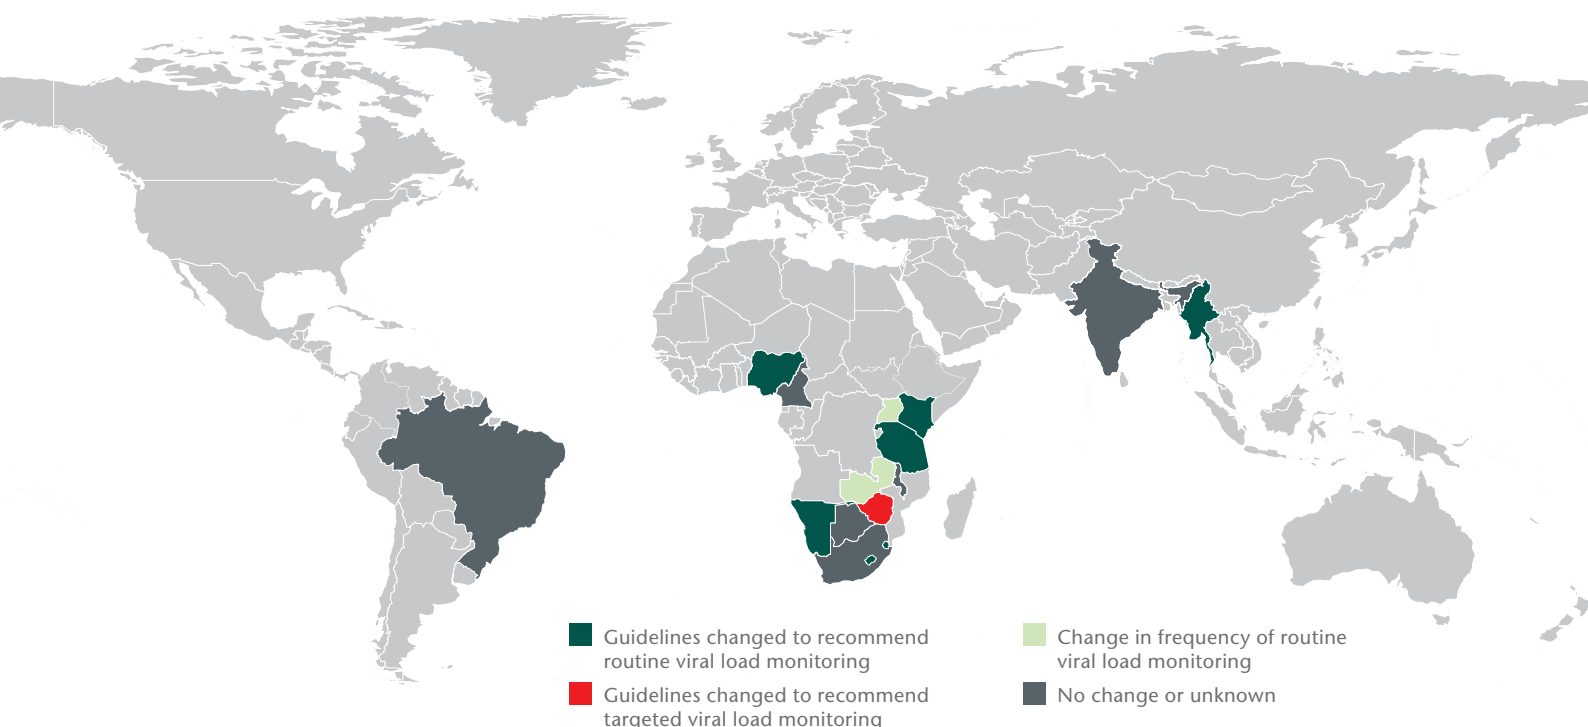 Guidelines changed to recommend
routine viral load monitoring
Guidelines changed to recommend
targeted viral load monitoring
Change in frequency of routine
viral load monitoring
No change or unknown